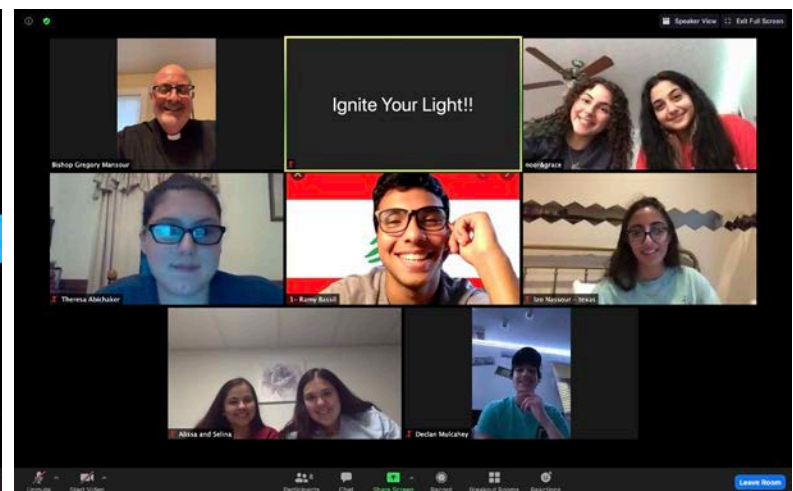 Speaker View Exit Full Screen
Bishop Gregory Mansour
Ignite Your Light!!
noor&grace
Theresa Abichaker
1- Ramy Bassil
Izo Nassour - texas
Alissa and Selina
Declan Mulcahey
Unmute Start Video Participants Chat Share Screen Record Breakout Rooms Reactions Leave Room